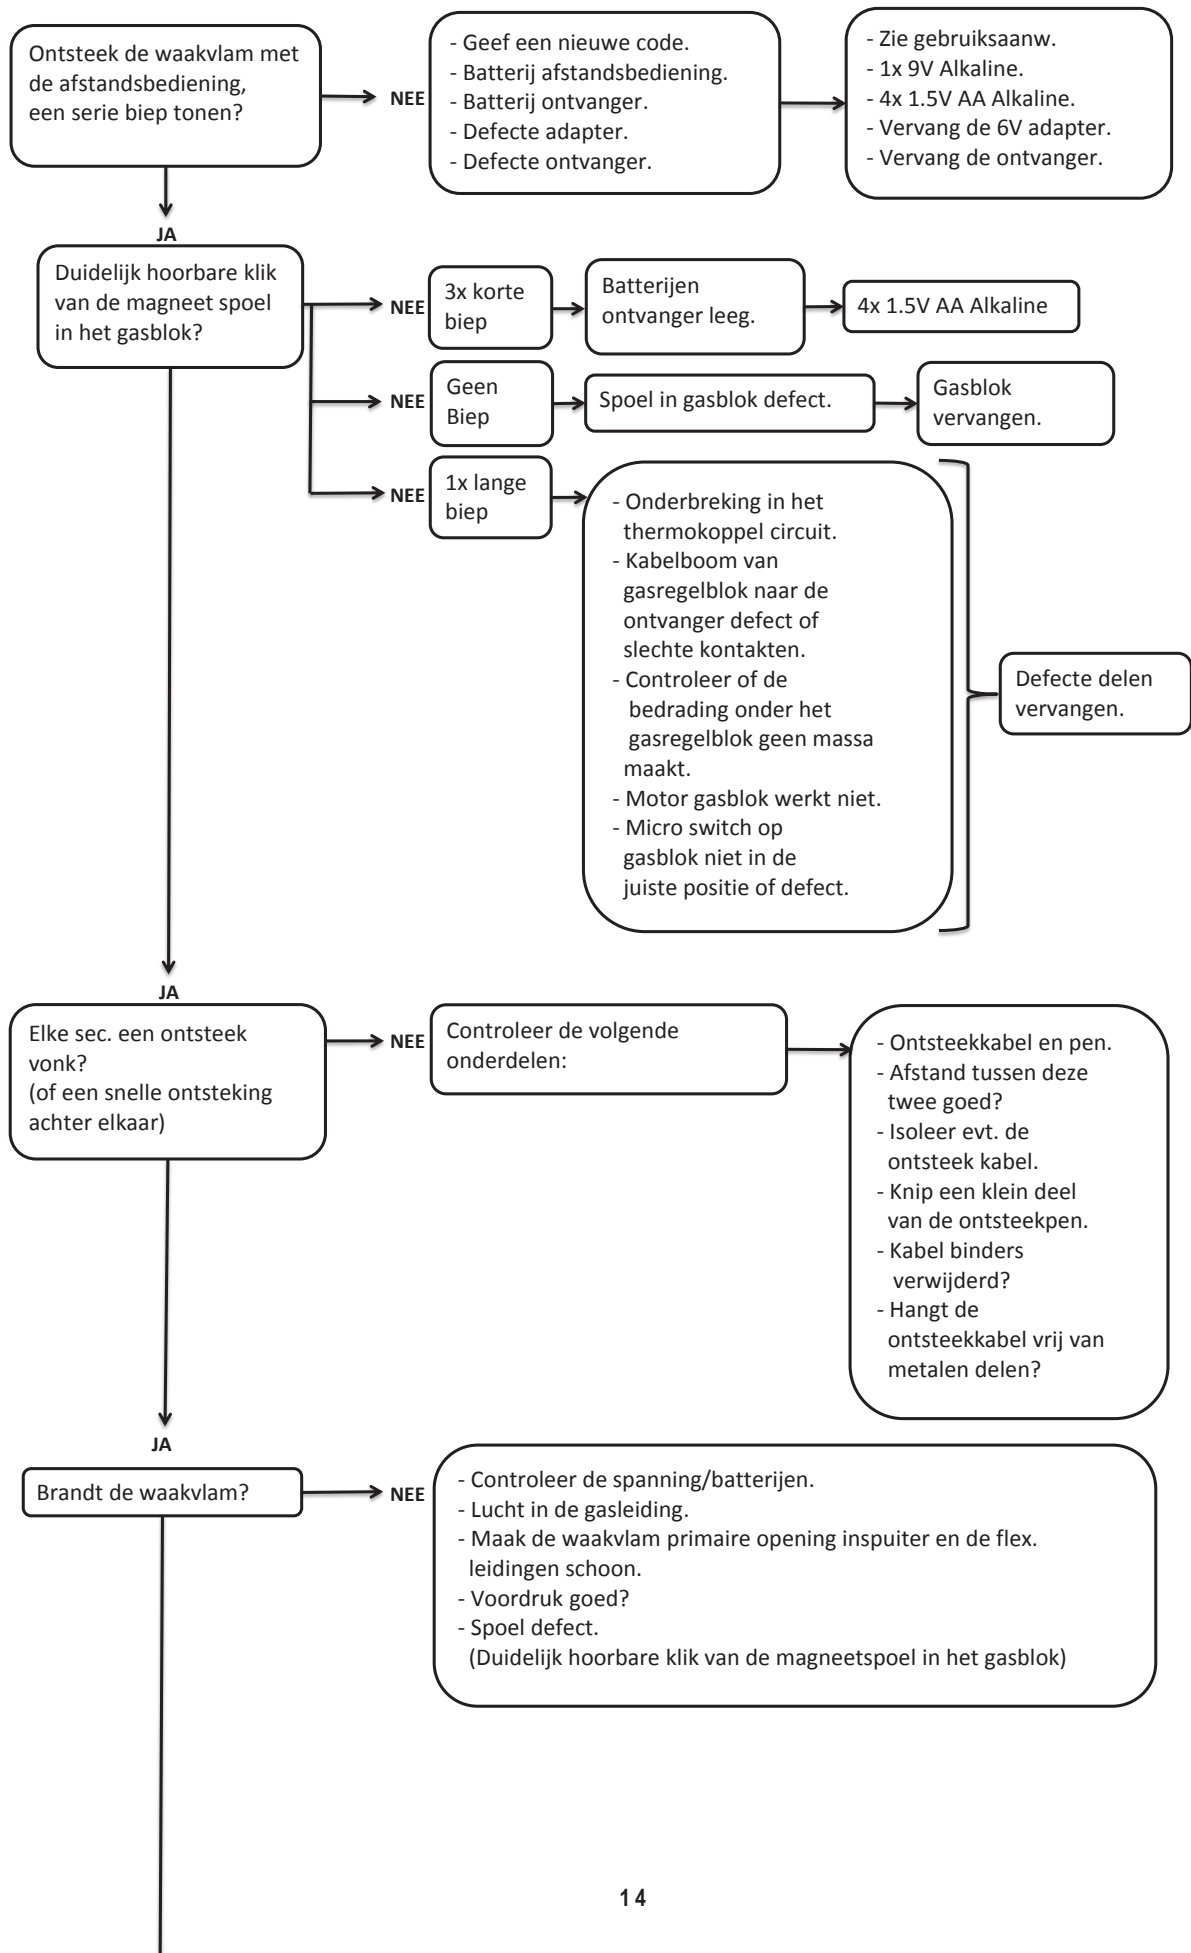 Ontsteek de waakvlam met
de afstandsbediening,
een serie biep tonen?
NEE
- Geef een nieuwe code.
- Batterij afstandsbediening.
- Batterij ontvanger.
- Defecte adapter.
- Defecte ontvanger.
- Zie gebruiksaanw.
- 1x 9V Alkaline.
- 4x 1.5V AA Alkaline.
- Vervang de 6V adapter.
- Vervang de ontvanger.
JA
Duidelijk hoorbare klik
van de magneet spoel
in het gasblok?
NEE
3x korte
biep
Batterijen
ontvanger leeg.
4x 1.5V AA Alkaline
NEE
Geen
Biep
Spoel in gasblok defect.
Gasblok
vervangen.
NEE
1x lange
biep
- Onderbreking in het
thermokoppel circuit.
- Kabelboom van
gasregelblok naar de
ontvanger defect of
slechte kontakten.
- Controleer of de
bedrading onder het
gasregelblok geen massa
maakt.
- Motor gasblok werkt niet.
- Micro switch op
gasblok niet in de
juiste positie of defect.
Defecte delen
vervangen.
JA
Elke sec. een ontsteek
vonk?
(of een snelle ontsteking
achter elkaar)
NEE
Controleer de volgende
onderdelen:
- Ontsteekkabel en pen.
- Afstand tussen deze
twee goed?
- Isoleer evt. de
ontsteek kabel.
- Knip een klein deel
van de ontsteekpen.
- Kabel binders
verwijderd?
- Hangt de
ontsteekkabel vrij van
metalen delen?
JA
Brandt de waakvlam?
NEE
- Controleer de spanning/batterijen.
- Lucht in de gasleiding.
- Maak de waakvlam primaire opening inspuiter en de flex.
leidingen schoon.
- Voordruk goed?
- Spoel defect.
(Duidelijk hoorbare klik van de magneetspoel in het gasblok)
14